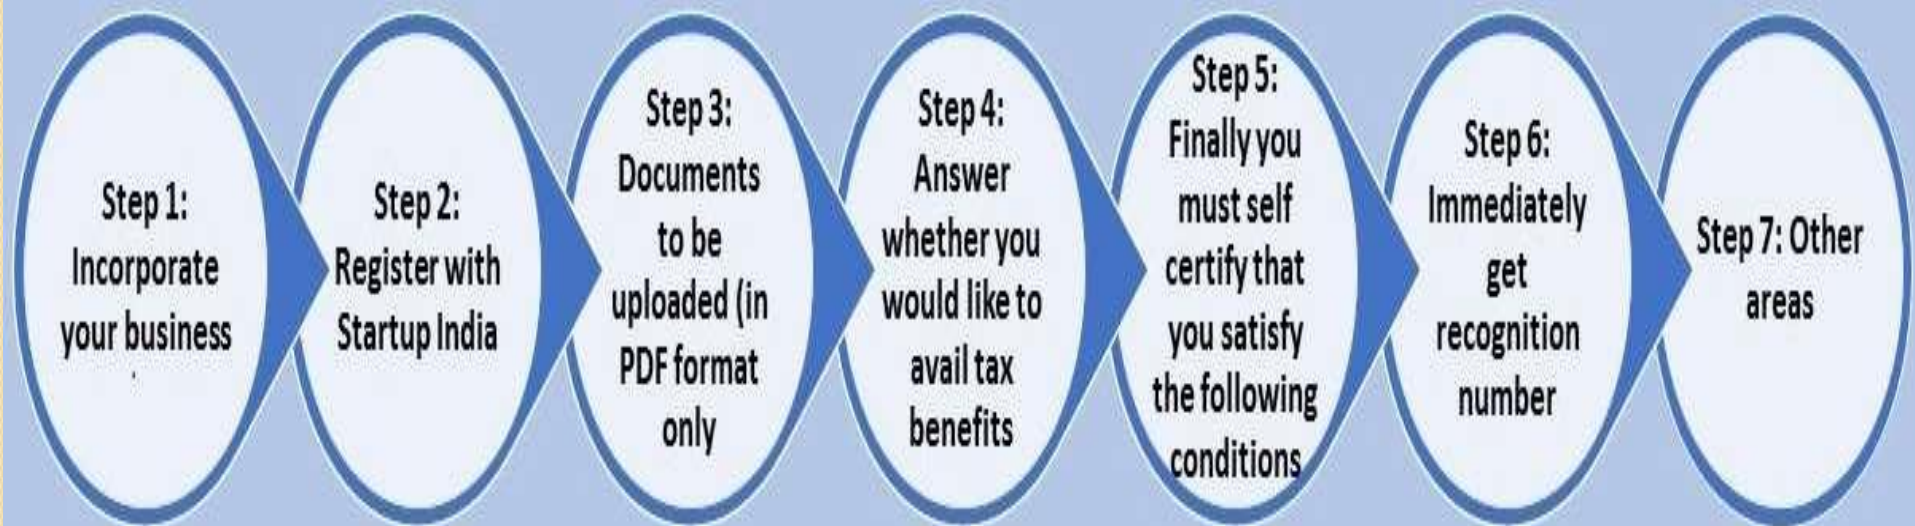 Step 1:
Incorporate
your business
.
Step 2:
Register with
Startup India
Step 3:
Documents
to be
uploaded (in
PDF format
only
Step 4:
Answer
whether you
would like to
avail tax
benefits
Step 5:
Finally you
must self
certify that
you satisfy
the following
conditions
Step 6:
Immediately
get
recognition
number
Step 7: Other
areas